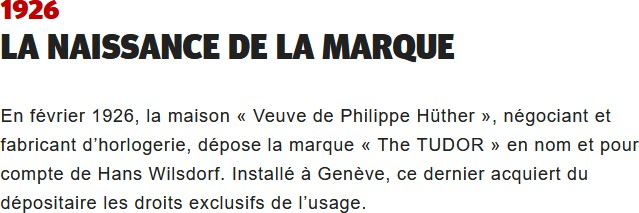 1926
LA NAISSANCE DE LA MARQUE
En février 1926, la maison « Veuve de Philippe Hüther », négociant et
fabricant d’horlogerie, dépose la marque « The TUDOR » en nom et pour
compte de Hans Wilsdorf. Installé à Genève, ce dernier acquiert du
dépositaire les droits exclusifs de l’usage.